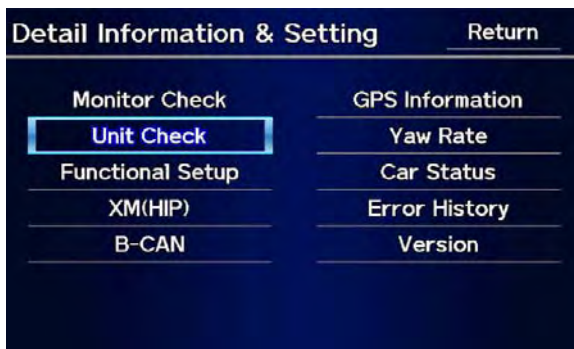 Detail Information & Setting
Return
Monitor Check
GPS Information
Unit Check
Yaw Rate
Functional Setup
Car Status
XM(HIP)
Error History
B-CAN
Version